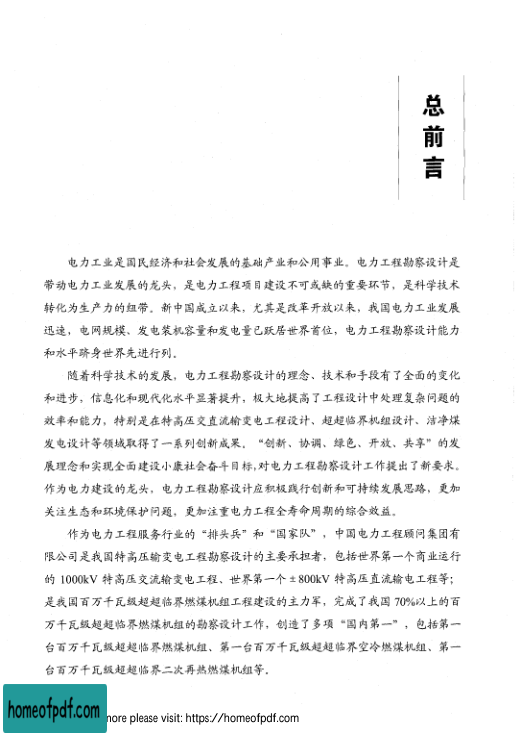 总前言
电力工业是国民经济和社会发展的基础产业和公用事业。电力工程勘察设计是
带动电力工业发展的龙头，是电力工程项目建设不可或缺的重要环节，是科学技术
转化为生产力的纽带。新中国成立以来，尤其是改革开放以来，我国电力工业发展
迅速，电网规模、发电装机容量和发电量已跃居世界首位，电力工程勘察设计能力
和水平跻身世界先进行列。
随着科学技术的发展，电力工程勘察设计的理念、技术和手段有了全面的变化
和进步，信息化和现代化水平显著提升，极大地提高了工程设计中处理复杂问题的
效率和能力，特别是在特高压交直流输变电工程设计、超超临界机组设计、洁净煤
发电设计等领域取得了一系列创新成果。“创新、协调、绿色、开放、共享”的发
展理念和实现全面建设小康社会奋斗目标，对电力工程勘察设计工作提出了新要求。
作为电力建设的龙头，电力工程勘察设计应积极践行创新和可持续发展思路，更加
关注生态和环境保护问题，更加注重电力工程全寿命周期的综合效益。
作为电力工程服务行业的“排头兵”和“国家队”，中国电力工程顾问集团有
限公司是我国特高压输变电工程勘察设计的主要承担者，包括世界第一个商业运行
的 1000kV 特高压交流输变电工程、世界第一个±800kV 特高压直流输电工程等；
是我国百万千瓦级超超临界燃煤机组工程建设的主力军，完成了我国 70%以上的百
万千瓦级超超临界燃煤机组的勘察设计工作，创造了多项“国内第一”，包括第一
台百万千瓦级超超临界燃煤机组、第一台百万千瓦级超超临界空冷燃煤机组、第一
台百万千瓦级超超临界二次再热燃煤机组等。
homeofpdf.com
more please visit: https://homeofpdf.com